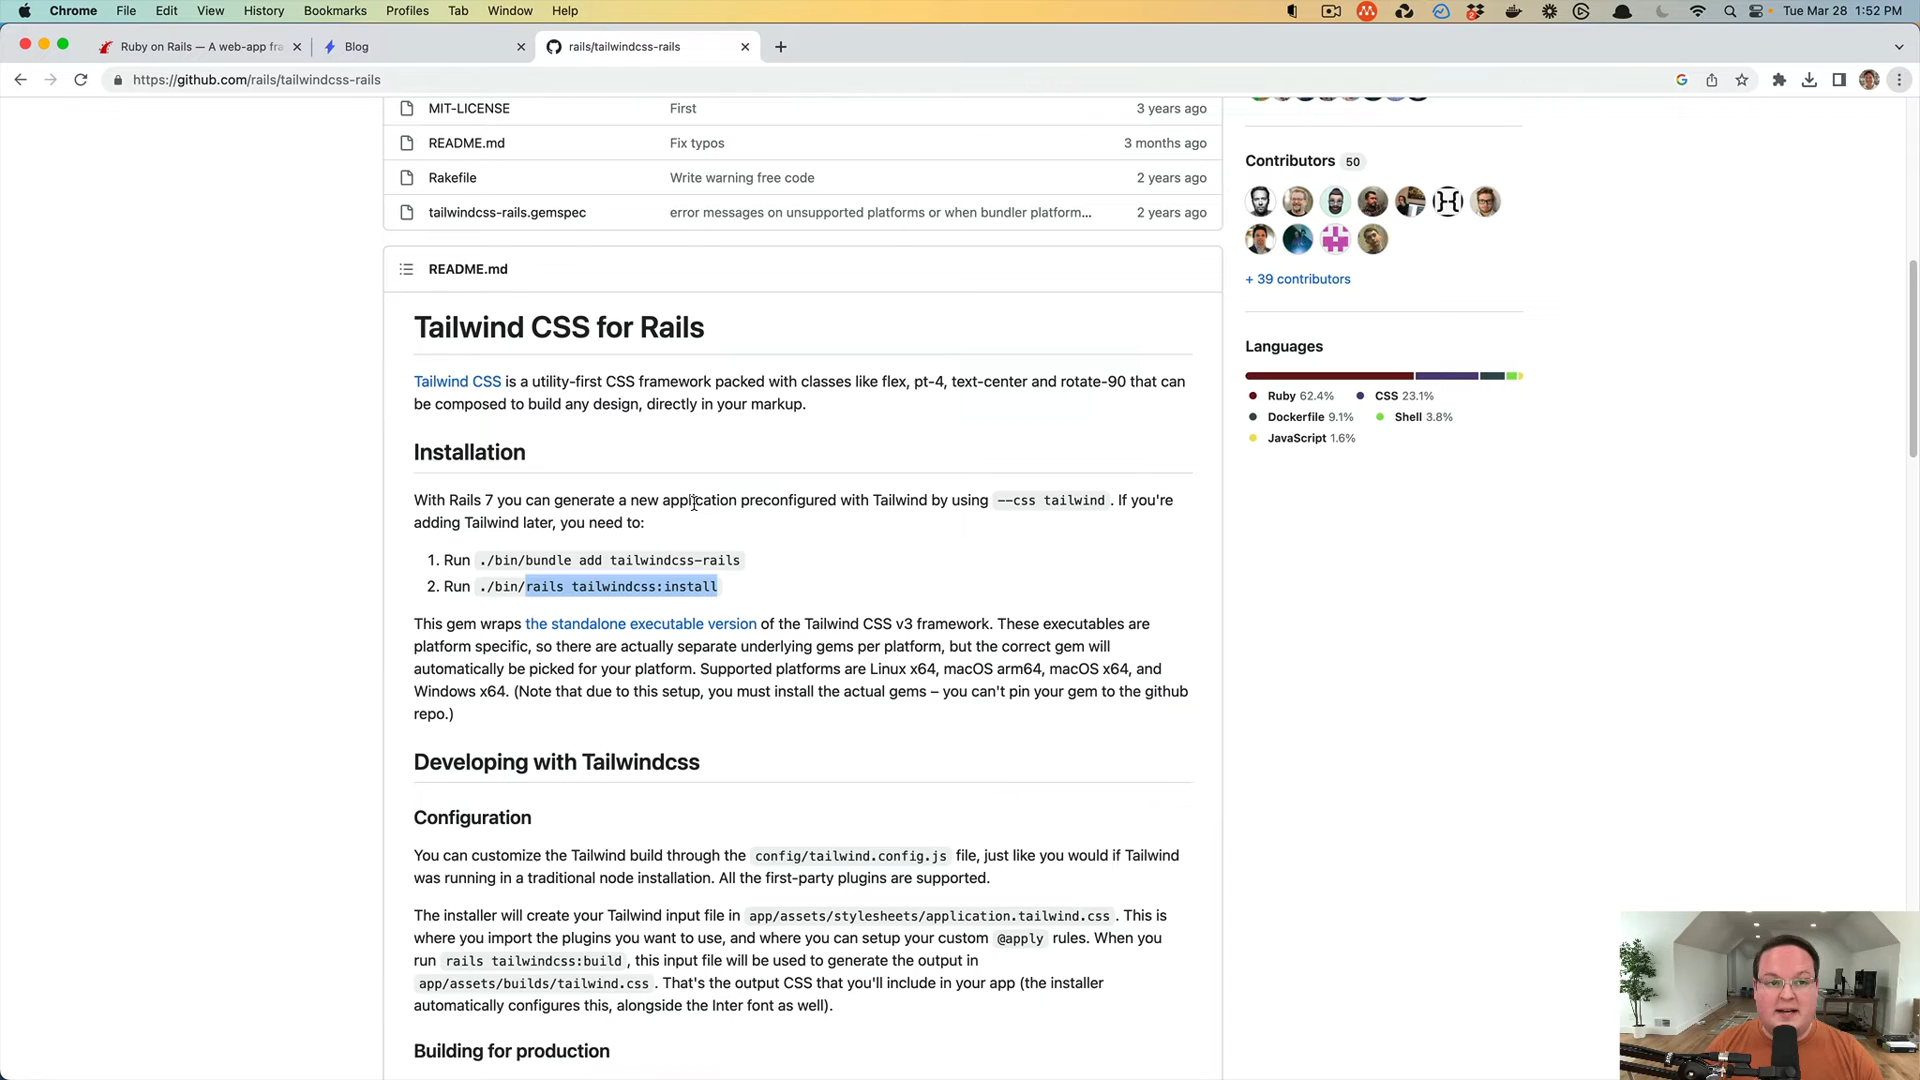 Chrome File Edit View History Bookmarks Profiles Tab Window Help Tue Mar 28 1:52 PM
Ruby on Rails — A web-app fra Blog rails/tailwindcss-rails
https://github.com/rails/tailwindcss-rails
MIT-LICENSE First 3 years ago
README.md Fix typos 3 months ago
Rakefile Write warning free code 2 years ago
tailwindcss-rails.gemspec error messages on unsupported platforms or when bundler platform... 2 years ago
README.md
Tailwind CSS for Rails
Tailwind CSS is a utility-first CSS framework packed with classes like flex, pt-4, text-center and rotate-90 that can
be composed to build any design, directly in your markup.
Installation
With Rails 7 you can generate a new application preconfigured with Tailwind by using --css tailwind. If you're
adding Tailwind later, you need to:
1. Run ./bin/bundle add tailwindcss-rails
2. Run ./bin/rails tailwindcss:install
This gem wraps the standalone executable version of the Tailwind CSS v3 framework. These executables are
platform specific, so there are actually separate underlying gems per platform, but the correct gem will
automatically be picked for your platform. Supported platforms are Linux x64, macOS arm64, macOS x64, and
Windows x64. (Note that due to this setup, you must install the actual gems – you can't pin your gem to the github
repo.)
Developing with Tailwindcss
Configuration
You can customize the Tailwind build through the config/tailwind.config.js file, just like you would if Tailwind
was running in a traditional node installation. All the first-party plugins are supported.
The installer will create your Tailwind input file in app/assets/stylesheets/application.tailwind.css. This is
where you import the plugins you want to use, and where you can setup your custom @apply rules. When you
run rails tailwindcss:build, this input file will be used to generate the output in
app/assets/builds/tailwind.css. That's the output CSS that you'll include in your app (the installer
automatically configures this, alongside the Inter font as well).
Building for production
Contributors 50
+ 39 contributors
Languages
Ruby 62.4% CSS 23.1%
Dockerfile 9.1% Shell 3.8%
JavaScript 1.6%